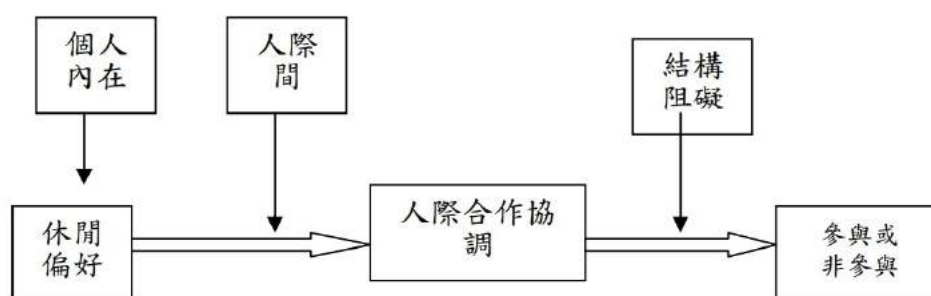 個人
內在
人際
間
結構
阻礙
休閒
偏好
人際合作協
調
參與或
非參與